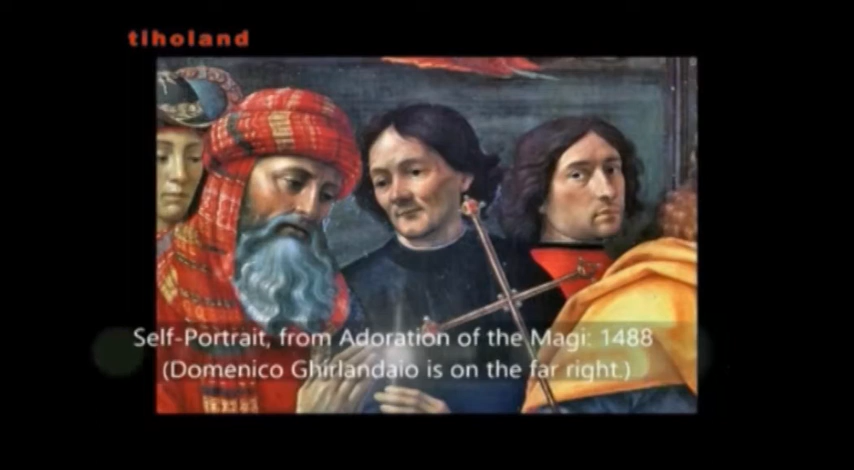 tiholand
Self-Portrait, from Adoration of the Magi: 1488
(Domenico Ghirlandaio is on the far right.)